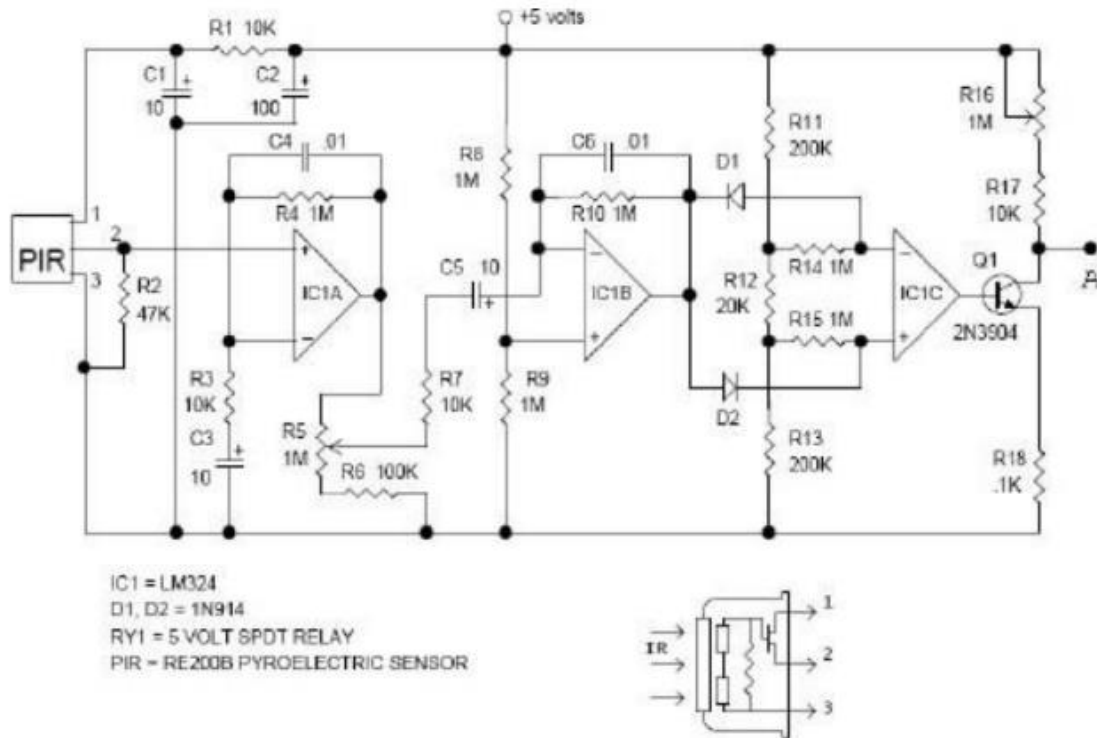 +5 volts
R1 10K
C1
10
C2
100
C4 .01
R4 1M
1
2
3
PIR
R2
47K
IC1A
R3
10K
C3
10
R5
1M
R6 100K
C5 10
R7
10K
R8
1M
R9
1M
C6 .01
R10 1M
IC1B
D1
D2
R11
200K
R14 1M
R12
20K
R15 1M
R13
200K
IC1C
R16
1M
R17
10K
Q1
2N3904
R18
.1K
IC1 = LM324
D1, D2 = 1N914
RY1 = 5 VOLT SPDT RELAY
PIR = RE200B PYROELECTRIC SENSOR
IR
1
2
3